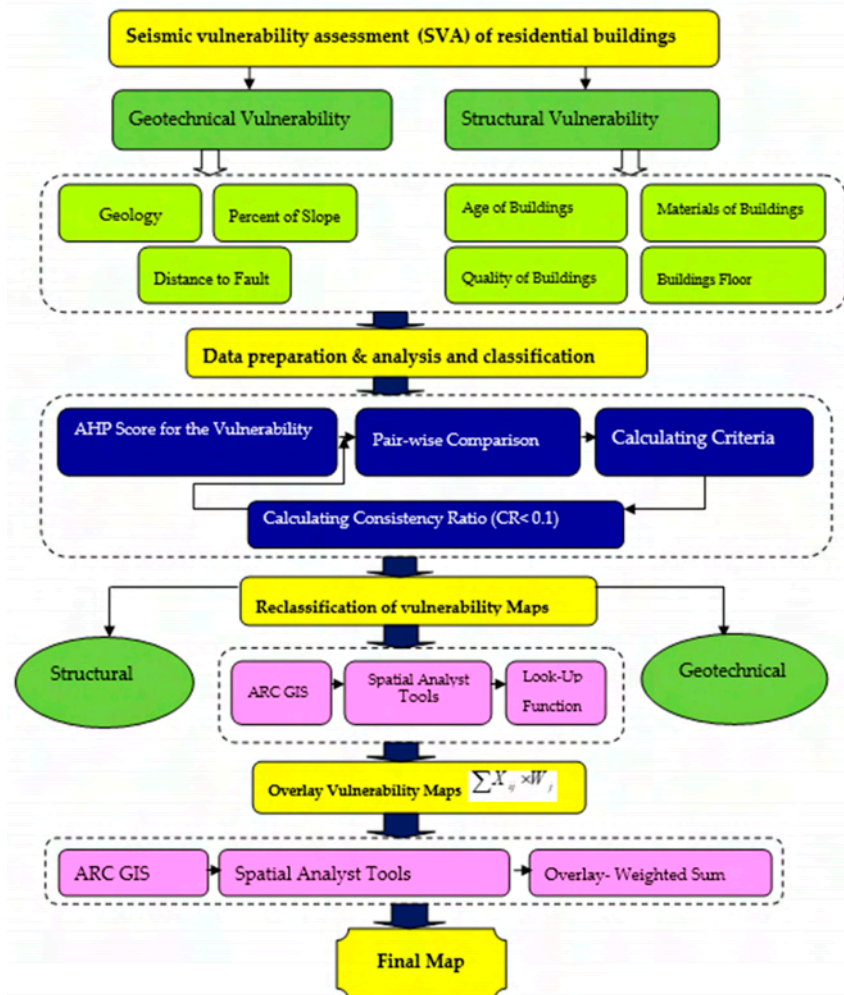 Seismic vulnerability assessment (SVA) of residential buildings
Geotechnical Vulnerability
Structural Vulnerability
Geology
Percent of Slope
Distance to Fault
Age of Buildings
Materials of Buildings
Quality of Buildings
Buildings Floor
Data preparation & analysis and classification
AHP Score for the Vulnerability
Pair-wise Comparison
Calculating Criteria
Calculating Consistency Ratio (CR< 0.1)
Reclassification of vulnerability Maps
Structural
Geotechnical
ARC GIS
Spatial Analyst
Tools
Look-Up
Function
Overlay Vulnerability Maps ∑X ij ×W j
ARC GIS
Spatial Analyst Tools
Overlay- Weighted Sum
Final Map